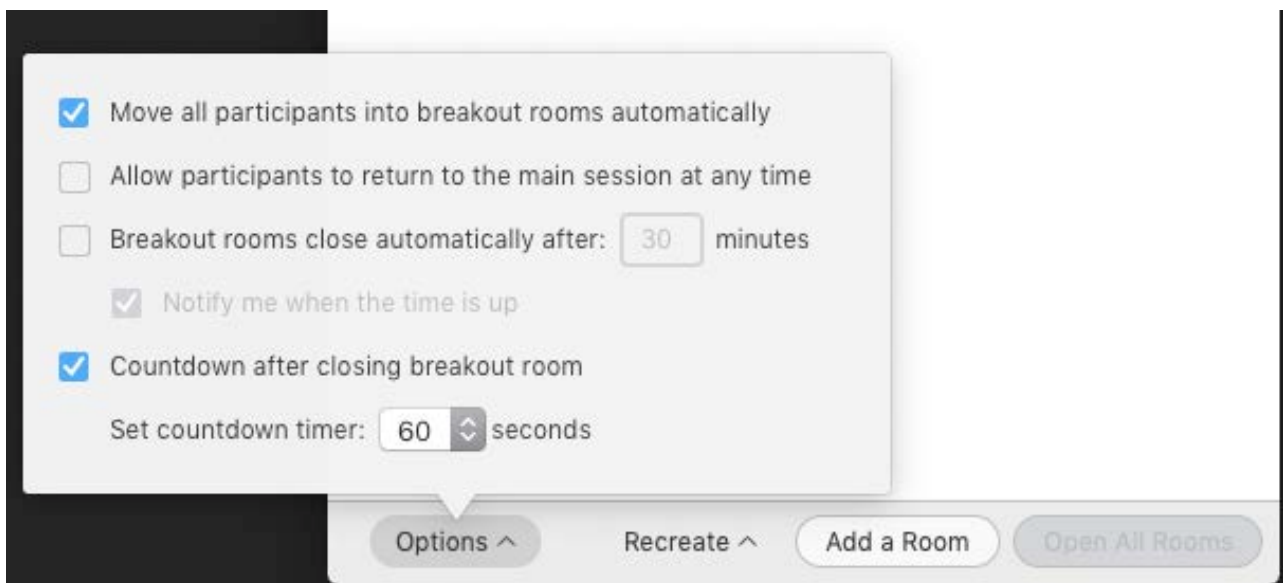 Move all participants into breakout rooms automatically
Allow participants to return to the main session at any time
Breakout rooms close automatically after: 30 minutes
Notify me when the time is up
Countdown after closing breakout room
Set countdown timer: 60 seconds
Options Recreate Add a Room Open All Rooms